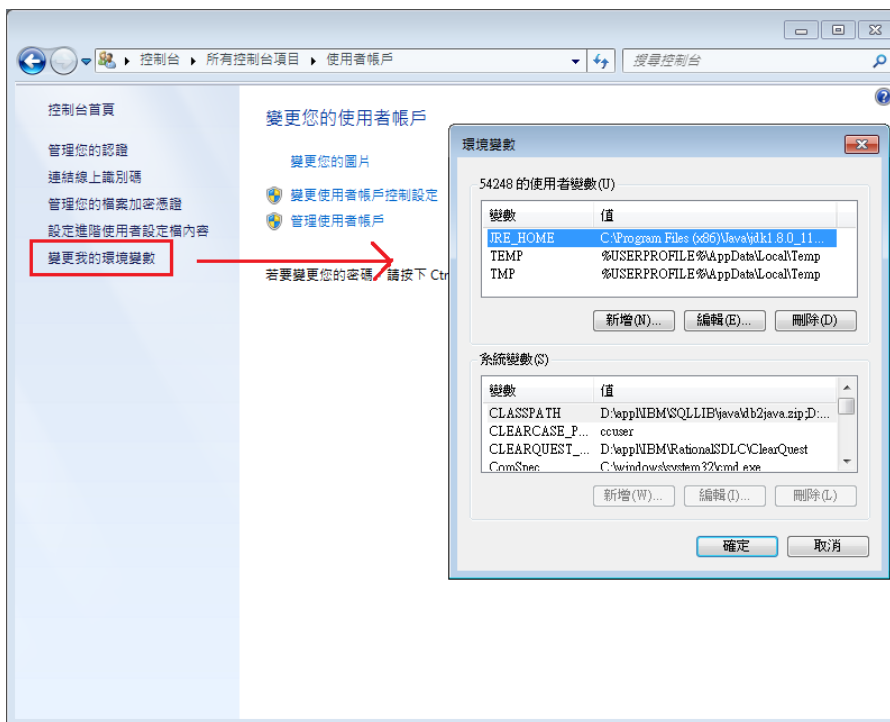 控制台 ▸ 所有控制台項目 ▸ 使用者帳戶
搜尋控制台
控制台首頁
管理您的認證
連結線上識別碼
管理您的檔案加密憑證
設定進階使用者設定檔內容
變更我的環境變數
變更您的使用者帳戶
變更您的圖片
變更使用者帳戶控制設定
管理使用者帳戶
若要變更您的密碼，請按下 Ctr
環境變數
54248 的使用者變數(U)
變數 值
JRE_HOME C:\Program Files (x86)\Java\jdk1.8.0_11...
TEMP %USERPROFILE%\AppData\Local\Temp
TMP %USERPROFILE%\AppData\Local\Temp
新增(N)... 編輯(E)... 刪除(D)
系統變數(S)
變數 值
CLASSPATH D:\appl\IBM\SQLLIB\java\db2java.zip;D:...
CLEARCASE_P... ccuser
CLEARQUEST_... D:\appl\IBM\RationalSDLC\ClearQuest
ComSpec C:\windows\system32\cmd.exe
新增(W)... 編輯(I)... 刪除(L)
確定 取消